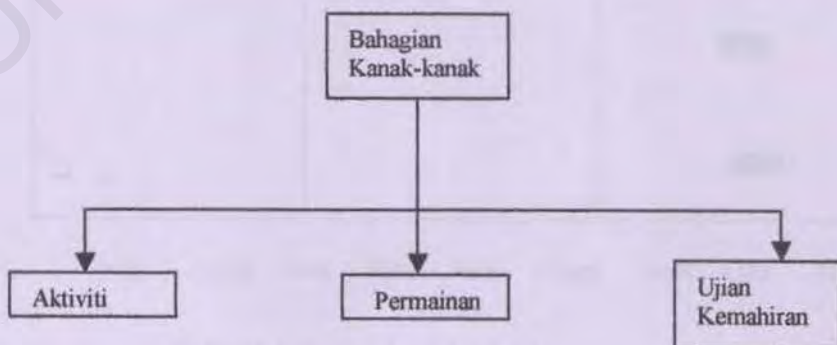 Bahagian
Kanak-kanak
Aktiviti
Permainan
Ujian
Kemahiran